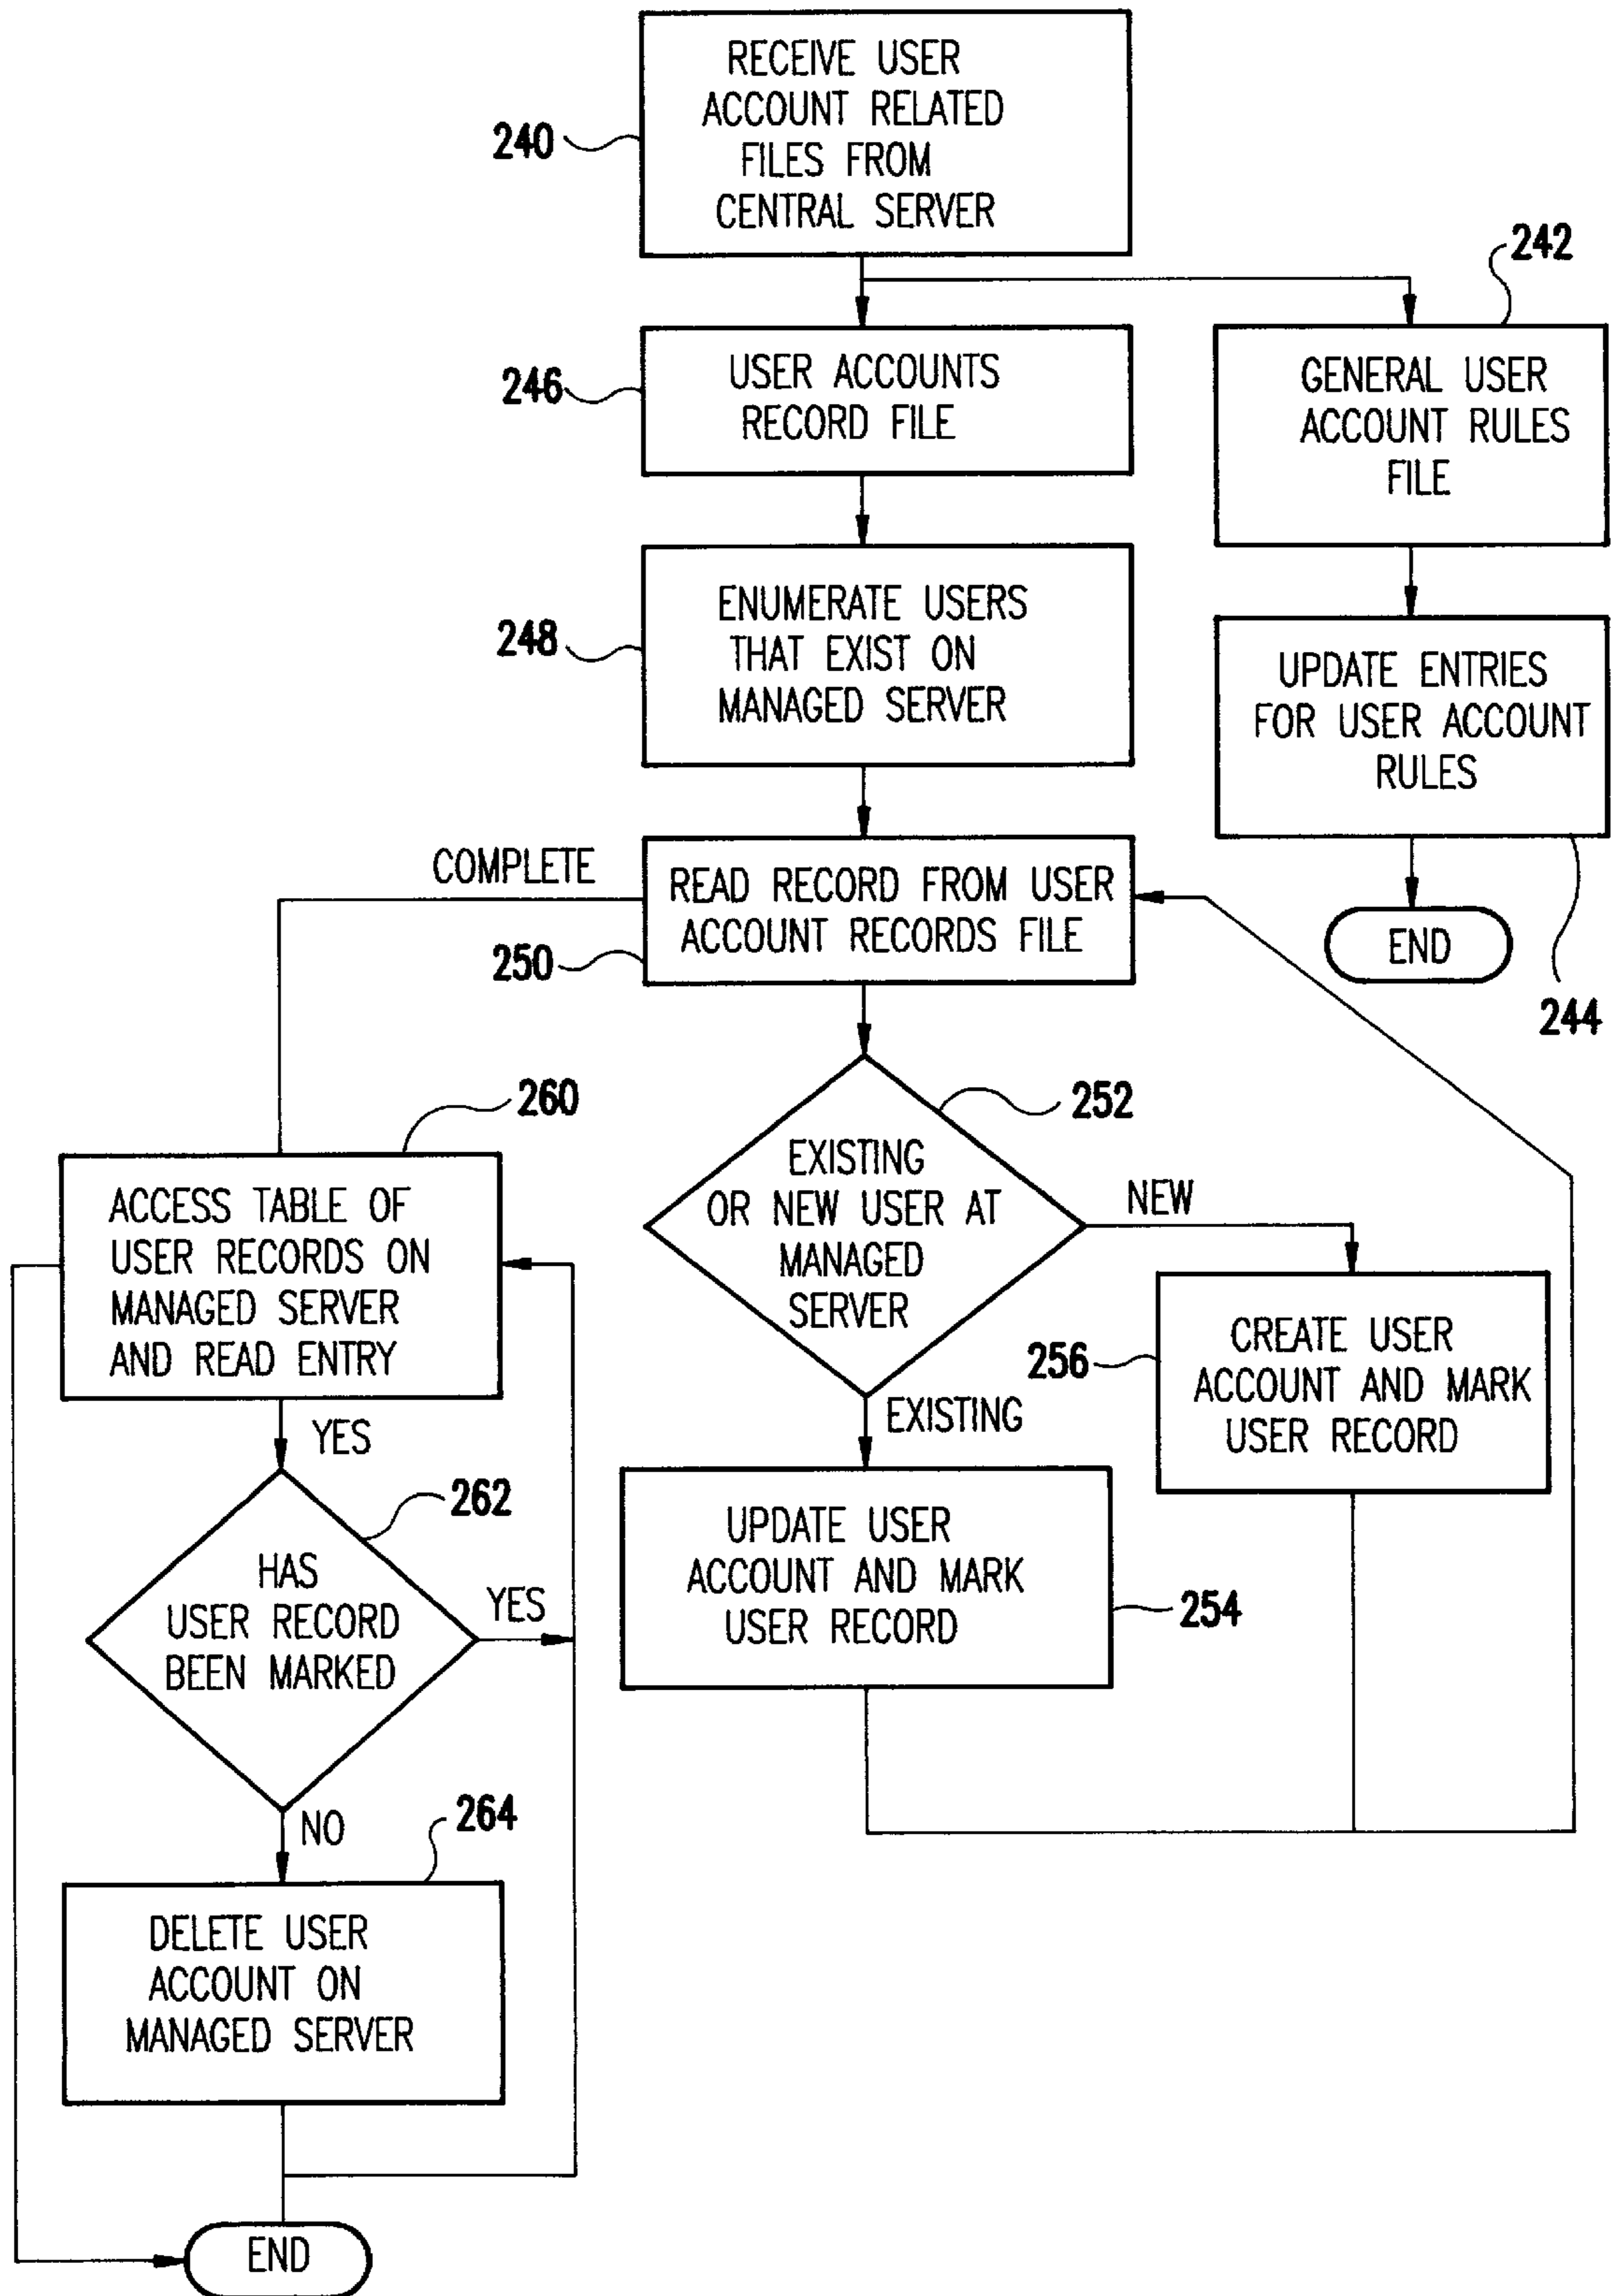 RECEIVE USER
ACCOUNT RELATED
FILES FROM
CENTRAL SERVER
240
242
USER ACCOUNTS
RECORD FILE
246
GENERAL USER
ACCOUNT RULES
FILE
ENUMERATE USERS
THAT EXIST ON
MANAGED SERVER
248
UPDATE ENTRIES
FOR USER ACCOUNT
RULES
244
END
COMPLETE
READ RECORD FROM USER
ACCOUNT RECORDS FILE
250
252
EXISTING
OR NEW USER AT
MANAGED
SERVER
NEW
EXISTING
260
ACCESS TABLE OF
USER RECORDS ON
MANAGED SERVER
AND READ ENTRY
YES
256
CREATE USER
ACCOUNT AND MARK
USER RECORD
UPDATE USER
ACCOUNT AND MARK
USER RECORD
254
262
HAS
USER RECORD
BEEN MARKED
YES
NO
264
DELETE USER
ACCOUNT ON
MANAGED SERVER
END